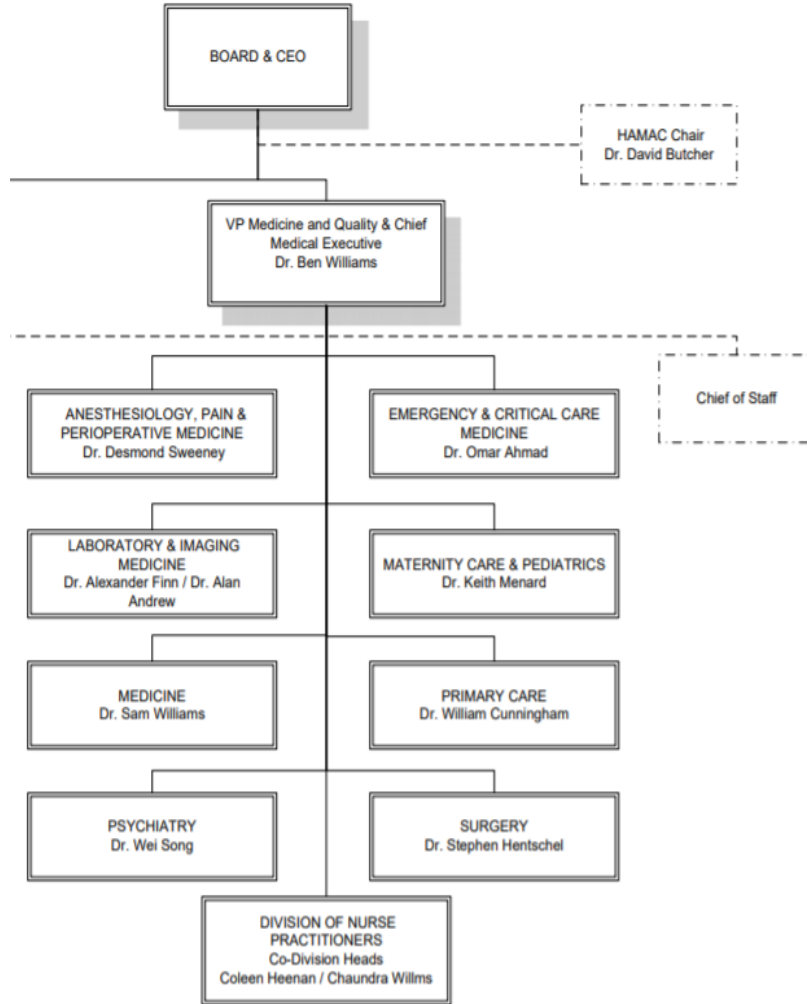 BOARD & CEO
HAMAC Chair
Dr. David Butcher
VP Medicine and Quality & Chief
Medical Executive
Dr. Ben Williams
Chief of Staff
ANESTHESIOLOGY, PAIN &
PERIOPERATIVE MEDICINE
Dr. Desmond Sweeney
EMERGENCY & CRITICAL CARE
MEDICINE
Dr. Omar Ahmad
LABORATORY & IMAGING
MEDICINE
Dr. Alexander Finn / Dr. Alan
Andrew
MATERNITY CARE & PEDIATRICS
Dr. Keith Menard
MEDICINE
Dr. Sam Williams
PRIMARY CARE
Dr. William Cunningham
PSYCHIATRY
Dr. Wei Song
SURGERY
Dr. Stephen Hentschel
DIVISION OF NURSE
PRACTITIONERS
Co-Division Heads
Coleen Heenan / Chaundra Willms